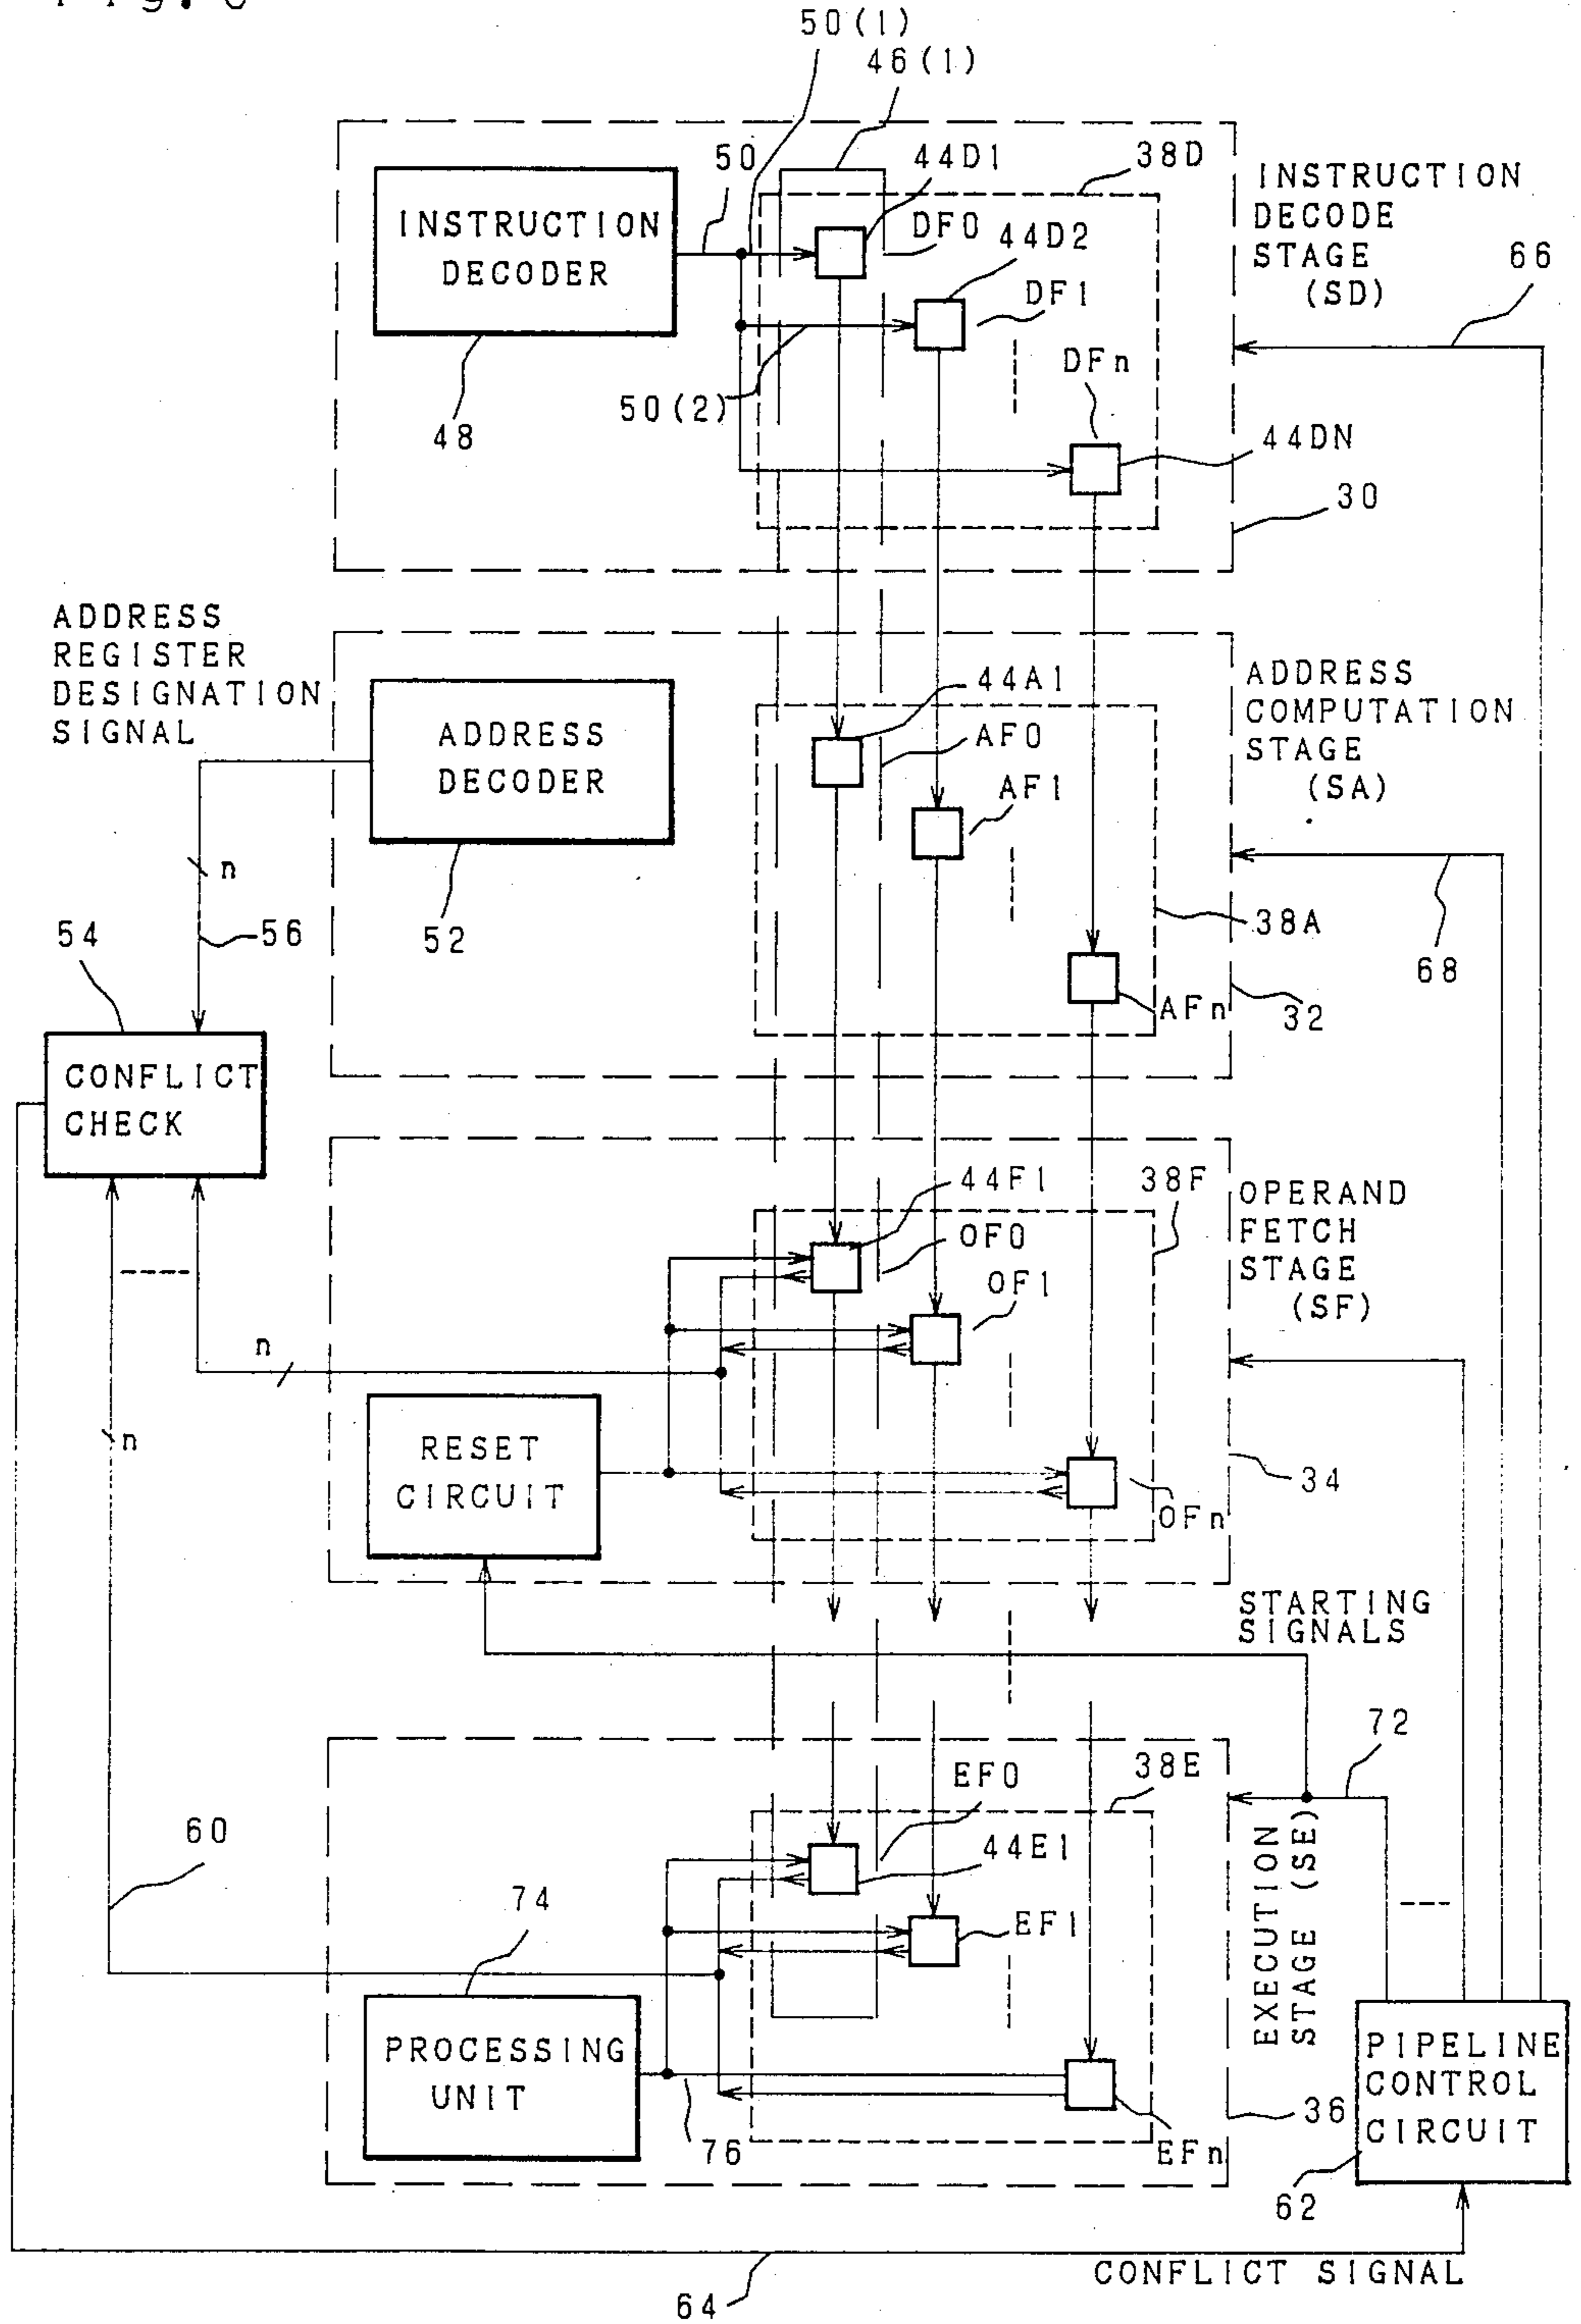 50(1)
46(1)
50
44D1
38D
INSTRUCTION
DECODE
STAGE
(SD)
INSTRUCTION
DECODER
DF0
44D2
DF1
66
DFn
50(2)
48
44DN
30
ADDRESS
REGISTER
DESIGNATION
SIGNAL
ADDRESS
DECODER
44A1
AF0
AF1
ADDRESS
COMPUTATION
STAGE
(SA)
n
54
56
52
38A
68
AFn
32
CONFLICT
CHECK
44F1
38F
OF0
OF1
OPERAND
FETCH
STAGE
(SF)
n
n
RESET
CIRCUIT
34
OFn
STARTING
SIGNALS
72
38E
EF0
60
44E1
74
EF1
EXECUTION
STAGE (SE)
PROCESSING
UNIT
76
EFn
36
PIPELINE
CONTROL
CIRCUIT
62
CONFLICT SIGNAL
64